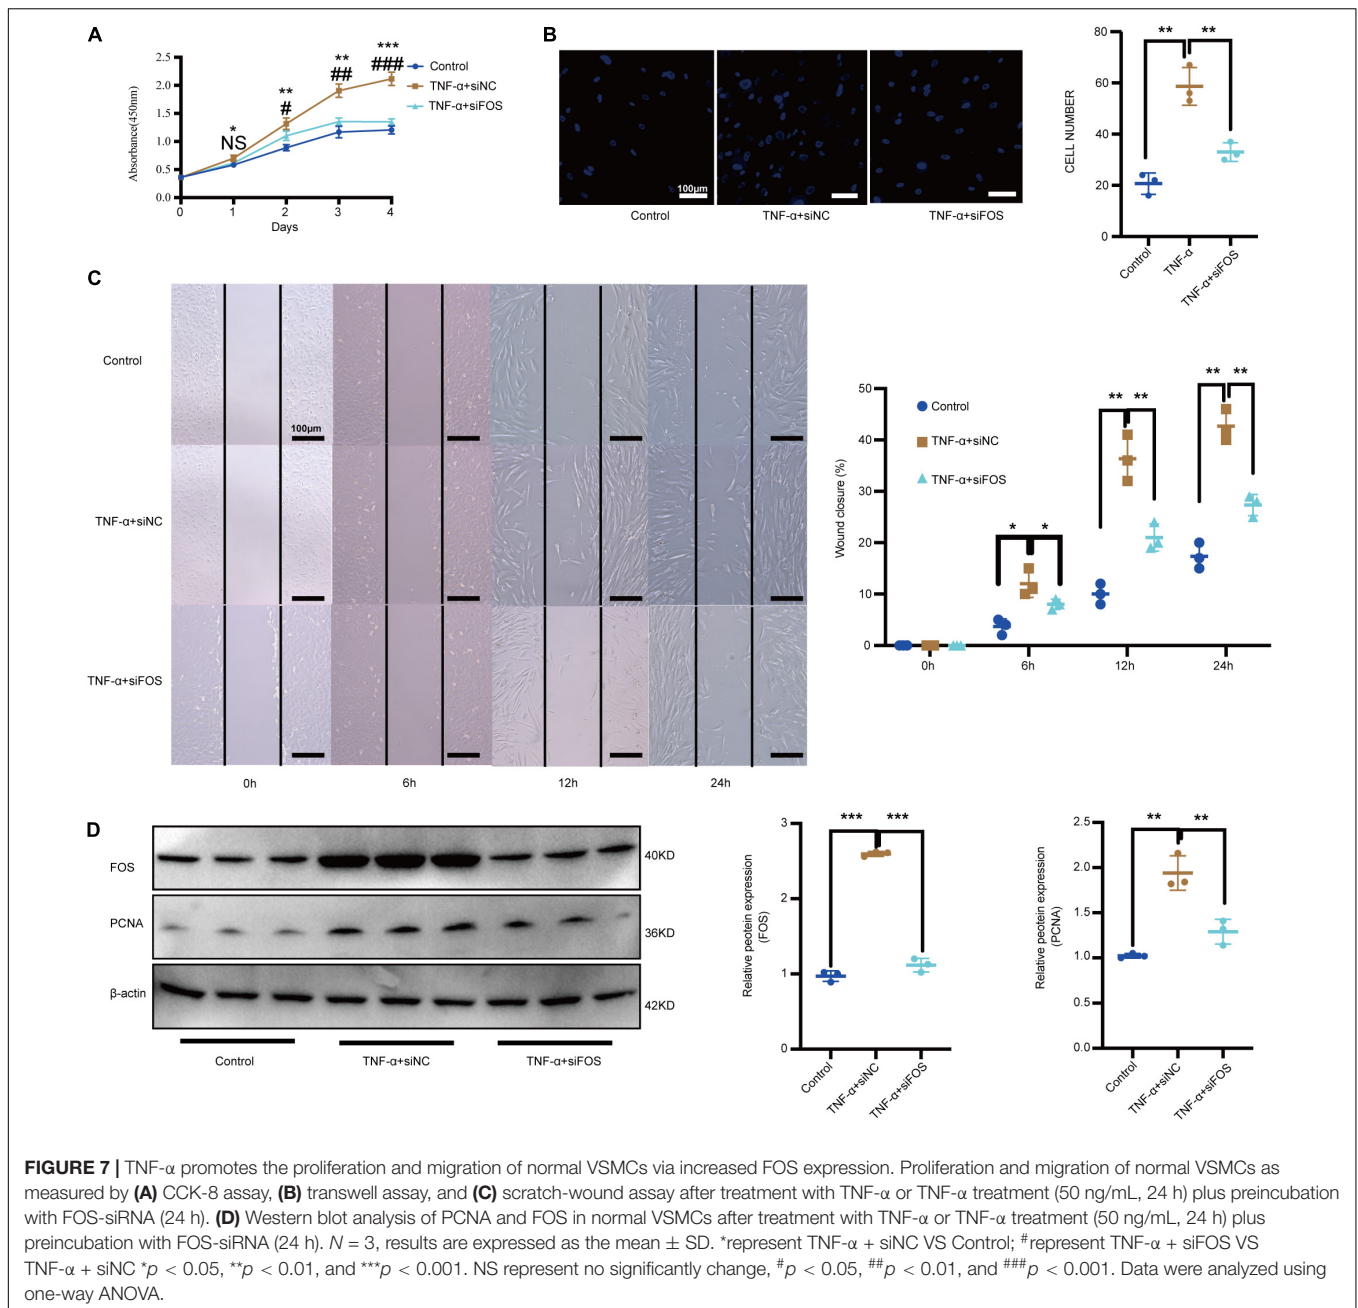 A
***
**
###
2.5
##
Control
**
TNF-α+siNC
2.0
#
TNF-α+siFOS
1.5
*
NS
1.0
0.5
0.0
Absorbance(450nm)
0 1 2 3 4
Days
B
100μm
Control TNF-α+siNC TNF-α+siFOS
** **
80
60
40
20
0
CELL NUMBER
Control
TNF-α
TNF-α+siFOS
C
Control
100μm
TNF-α+siNC
TNF-α+siFOS
0h 6h 12h 24h
** **
** **
* *
50
40
30
20
10
0
Wound closure (%)
Control
TNF-α+siNC
TNF-α+siFOS
0h 6h 12h 24h
D
FOS 40KD
PCNA 36KD
β-actin 42KD
Control TNF-α+siNC TNF-α+siFOS
*** ***
3
2
1
0
Relative peotein expression
(FOS)
Control
TNF-α+siNC
TNF-α+siFOS
** **
2.5
2.0
1.5
1.0
0.5
0.0
Relative peotein expression
(PCNA)
Control
TNF-α+siNC
TNF-α+siFOS
FIGURE 7 | TNF-α promotes the proliferation and migration of normal VSMCs via increased FOS expression. Proliferation and migration of normal VSMCs as
measured by (A) CCK-8 assay, (B) transwell assay, and (C) scratch-wound assay after treatment with TNF-α or TNF-α treatment (50 ng/mL, 24 h) plus preincubation
with FOS-siRNA (24 h). (D) Western blot analysis of PCNA and FOS in normal VSMCs after treatment with TNF-α or TNF-α treatment (50 ng/mL, 24 h) plus
preincubation with FOS-siRNA (24 h). N = 3, results are expressed as the mean ± SD. *represent TNF-α + siNC VS Control; #represent TNF-α + siFOS VS
TNF-α + siNC *p < 0.05, **p < 0.01, and ***p < 0.001. NS represent no significantly change, #p < 0.05, ##p < 0.01, and ###p < 0.001. Data were analyzed using
one-way ANOVA.